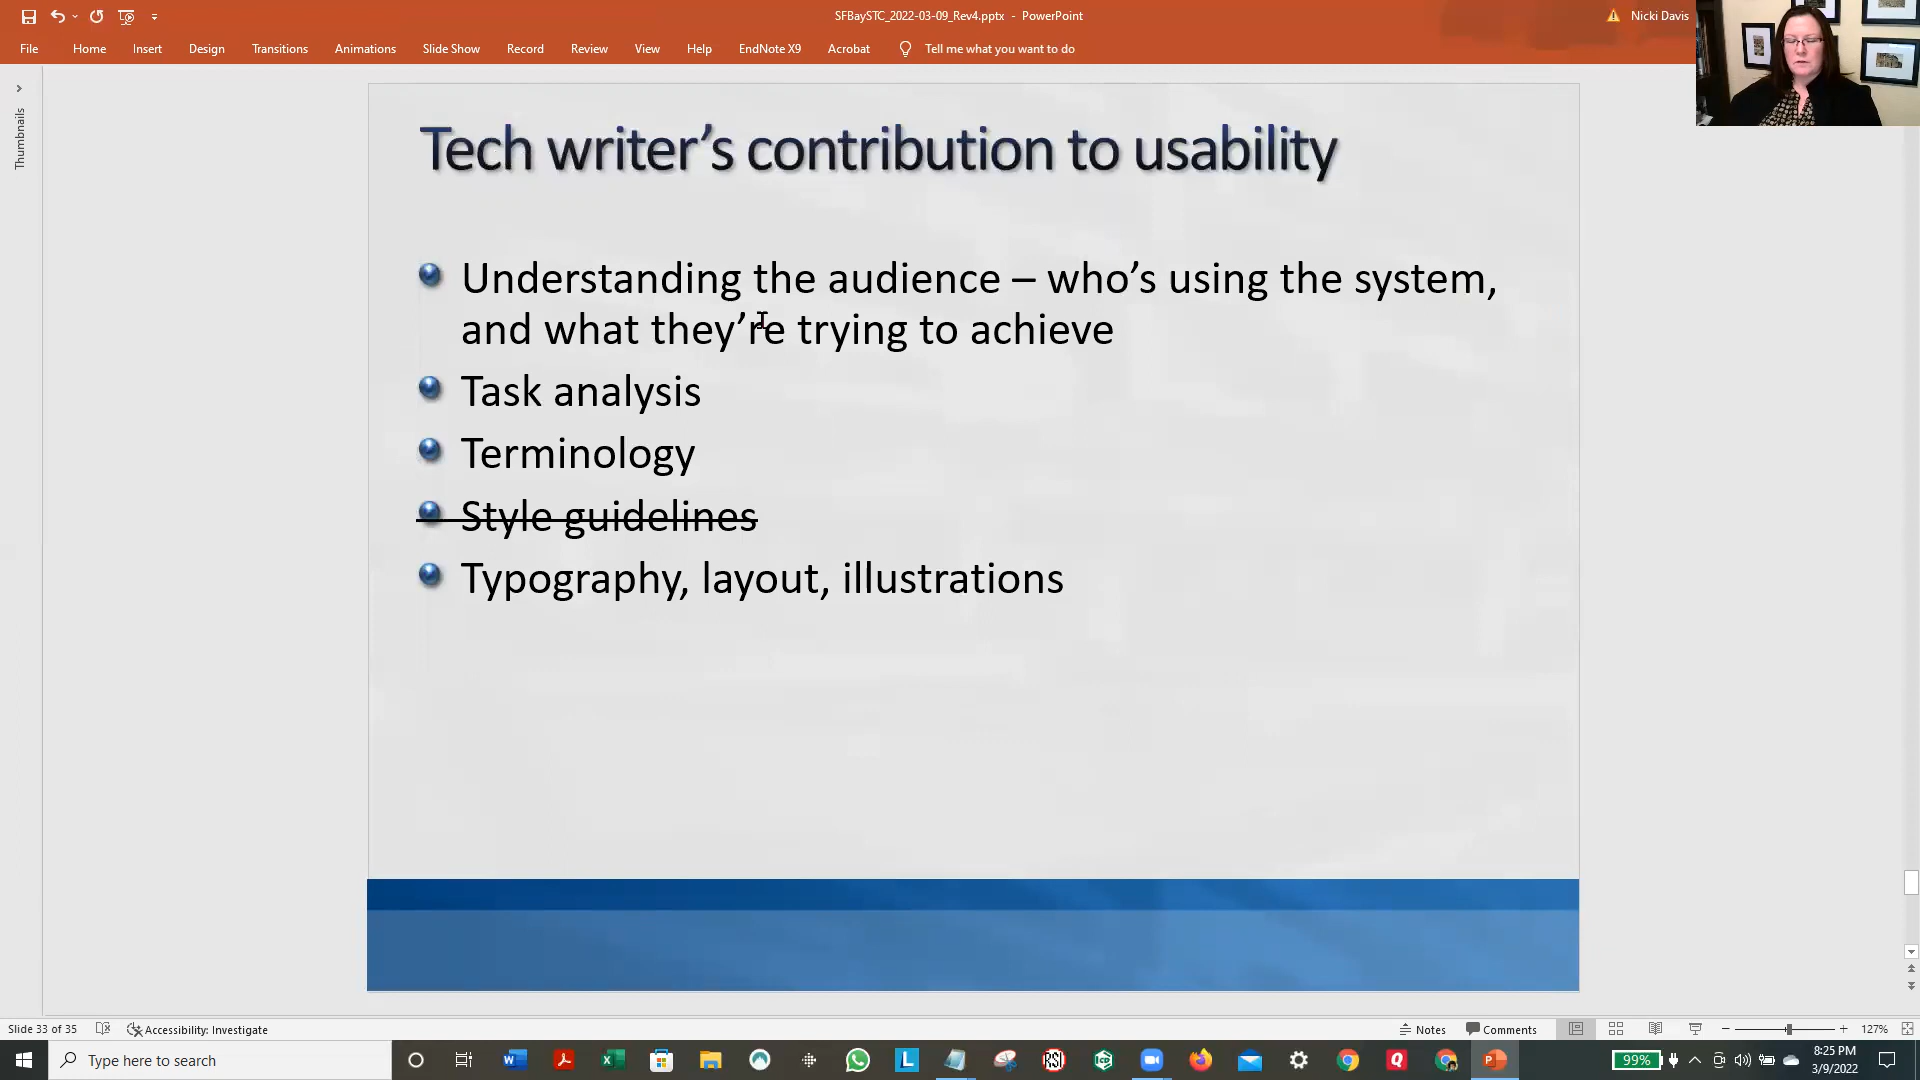 SFBaySTC_2022-03-09_Rev4.pptx - PowerPoint
Nicki Davis
File Home Insert Design Transitions Animations Slide Show Record Review View Help EndNote X9 Acrobat Tell me what you want to do
Thumbnails
Tech writer’s contribution to usability
Understanding the audience – who’s using the system,
and what they’re trying to achieve
Task analysis
Terminology
Style guidelines
Typography, layout, illustrations
Slide 33 of 35 Accessibility: Investigate Notes Comments 127%
Type here to search
99%
8:25 PM
3/9/2022